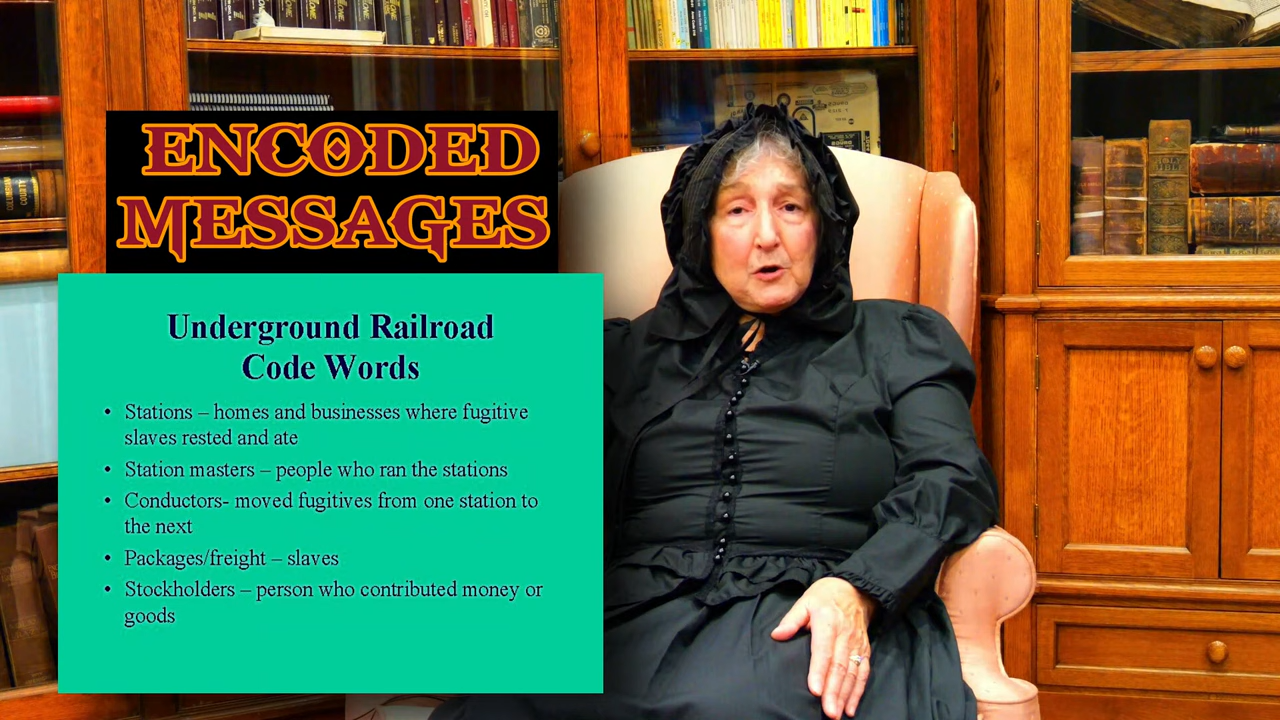 ENCODED
MESSAGES
Underground Railroad
Code Words
• Stations – homes and businesses where fugitive
slaves rested and ate
• Station masters – people who ran the stations
• Conductors- moved fugitives from one station to
the next
• Packages/freight – slaves
• Stockholders – person who contributed money or
goods
HOLY
BIBLE